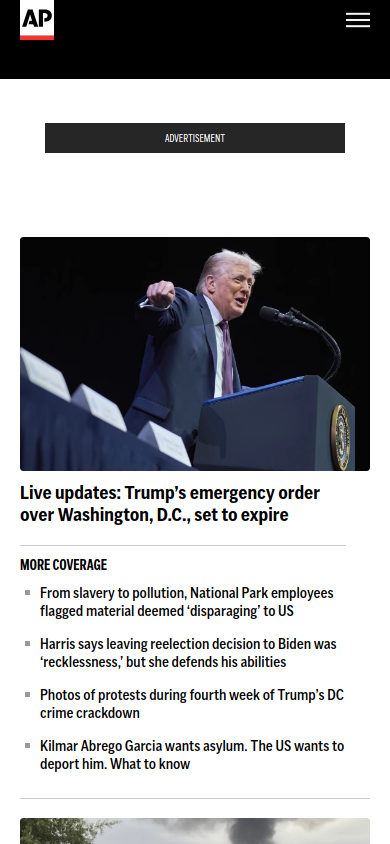 AP
ADVERTISEMENT
Live updates: Trump’s emergency order
over Washington, D.C., set to expire
MORE COVERAGE
From slavery to pollution, National Park employees
flagged material deemed ‘disparaging’ to US
Harris says leaving reelection decision to Biden was
‘recklessness,’ but she defends his abilities
Photos of protests during fourth week of Trump’s DC
crime crackdown
Kilmar Abrego Garcia wants asylum. The US wants to
deport him. What to know